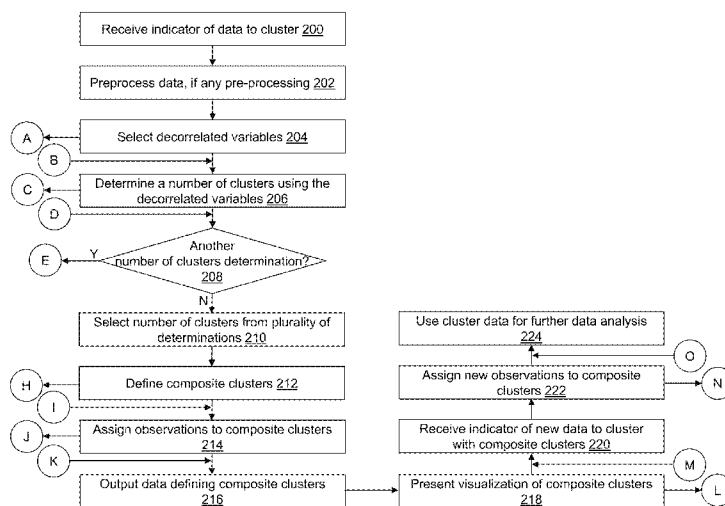 Receive indicator of data to cluster 200
Preprocess data, if any pre-processing 202
Select decorrelated variables 204
A
B
Determine a number of clusters using the
decorrelated variables 206
C
D
Another
number of clusters determination?
208
E
Y
N
Select number of clusters from plurality of
determinations 210
Define composite clusters 212
H
I
Assign observations to composite clusters
214
J
K
Output data defining composite clusters
216
Use cluster data for further data analysis
224
O
Assign new observations to composite
clusters 222
N
Receive indicator of new data to cluster
with composite clusters 220
M
Present visualization of composite clusters
218
L